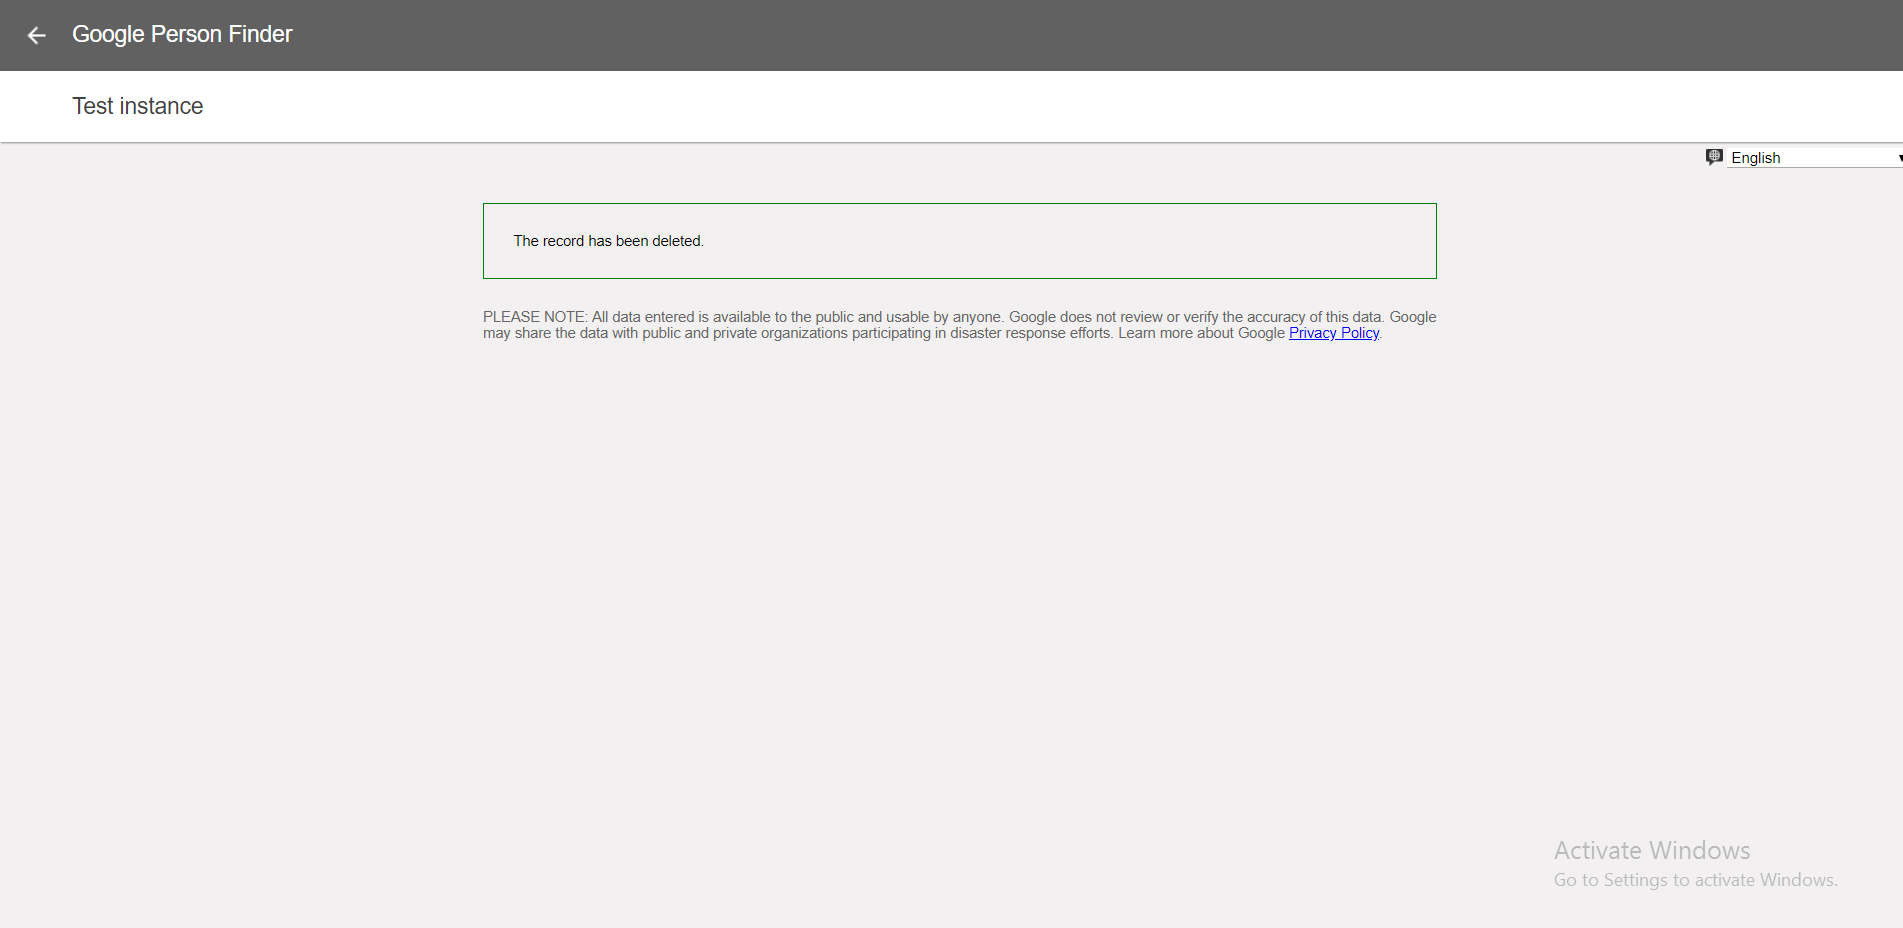 Google Person Finder
Test instance
English
The record has been deleted.
PLEASE NOTE: All data entered is available to the public and usable by anyone. Google does not review or verify the accuracy of this data. Google
may share the data with public and private organizations participating in disaster response efforts. Learn more about Google Privacy Policy.
Activate Windows
Go to Settings to activate Windows.